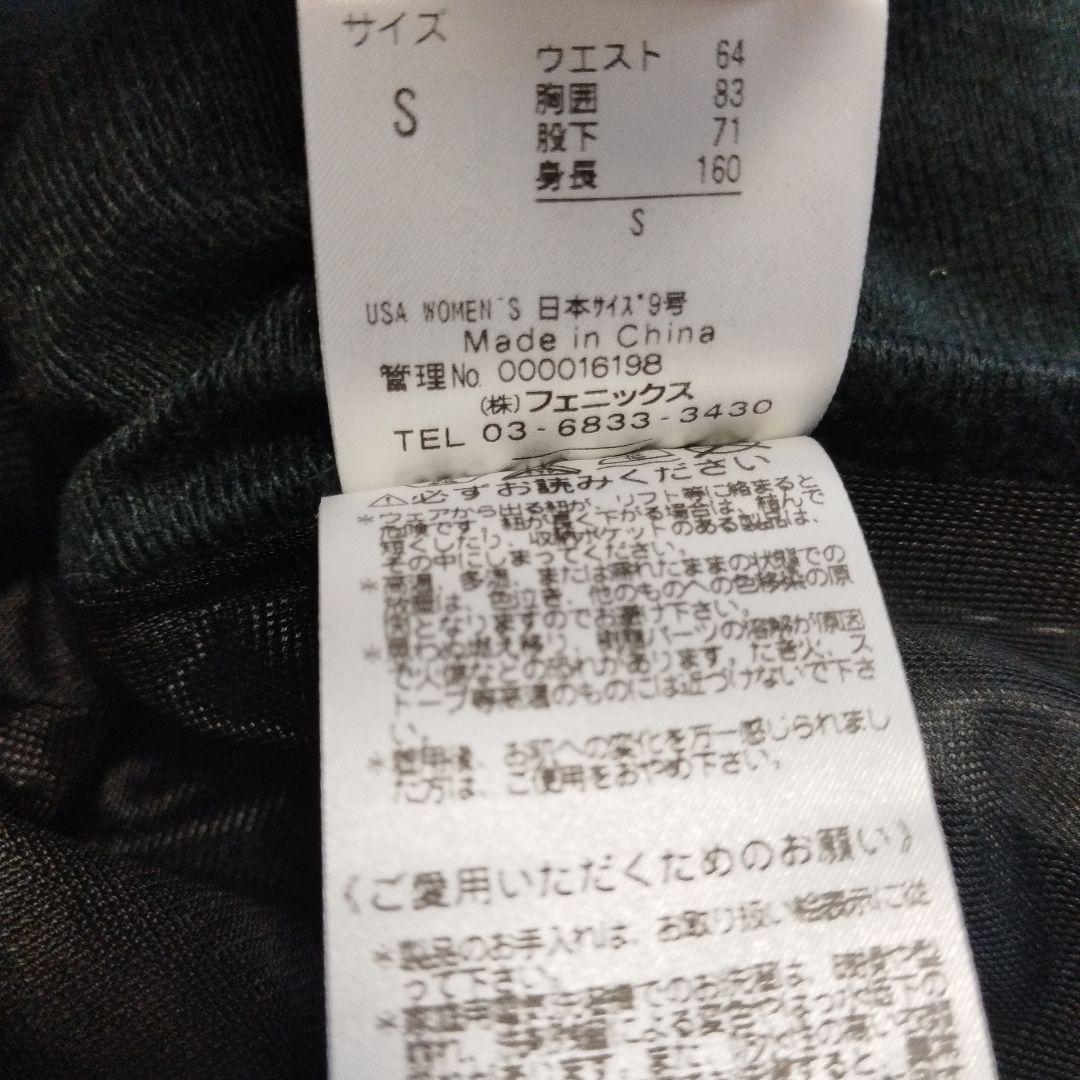 サイズ
S
ウエスト 64
胸囲 83
股下 71
身長 160
S
USA WOMEN'S 日本サイズ*9号
Made in China
管理No. 000016198
(株)フェニックス
TEL 03-6833-3430
⚠必ずお読みください
*ウェアから出る紐が、リフト等に絡まると
危険です。紐が長く下がる場合は、結んで
短くしたり、収納ポケットのある製品は、
その中にしまってください。
*高温、多湿、または濡れたままの状態での
放置は、色泣き、他のものへの色移染の原
因となりますのでお避け下さい。
パーツの溶解が原因
で火傷などの恐れがあります。たき火、ス
トーブ等高温のものには近づけないで下さ
い。
*着用後、お肌への変化を万一感じられまし
た方は、ご使用をおやめ下さい。
《ご愛用いただくためのお願い》
*製品のお手入れは、お取り扱い絵表示に従
って下さい。
でのお洗濯は